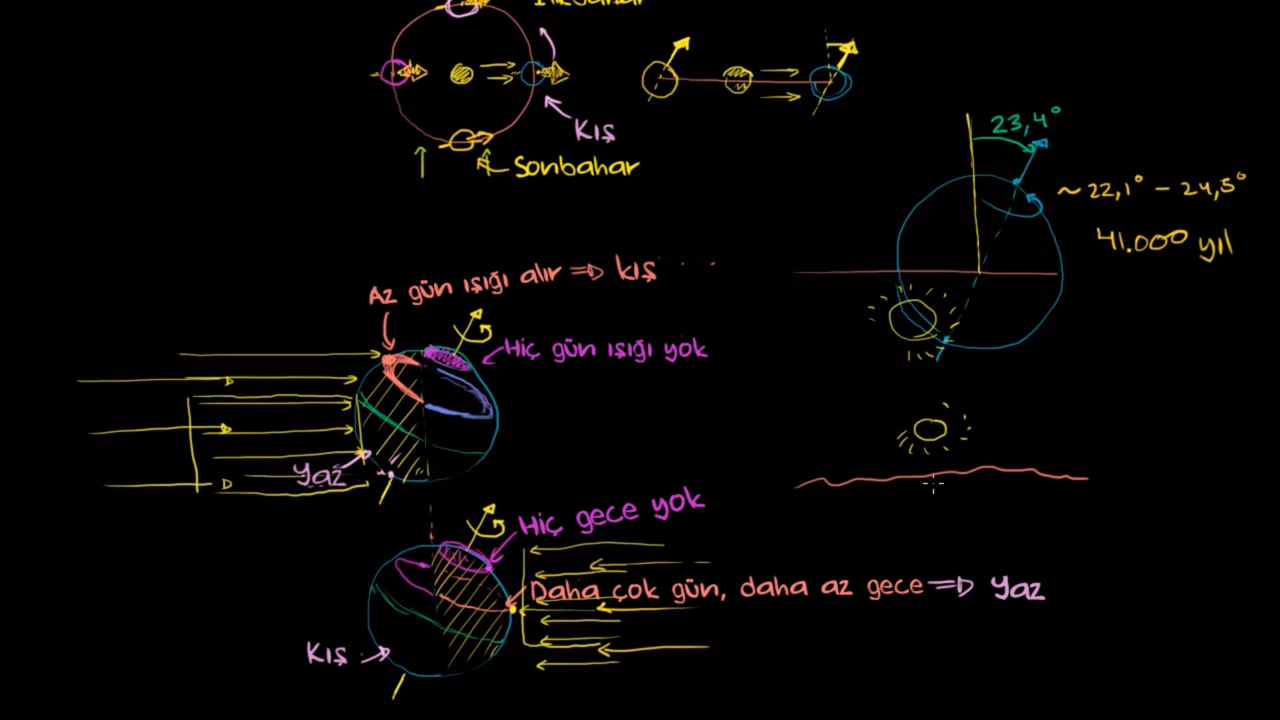 İlkbahar
Kış
Sonbahar
23,4°
~ 22,1° - 24,5°
41.000 yıl
Az gün ışığı alır ⇒ kış
Hiç gün ışığı yok
Yaz
Hiç gece yok
Daha çok gün, daha az gece ⇒ yaz
Kış